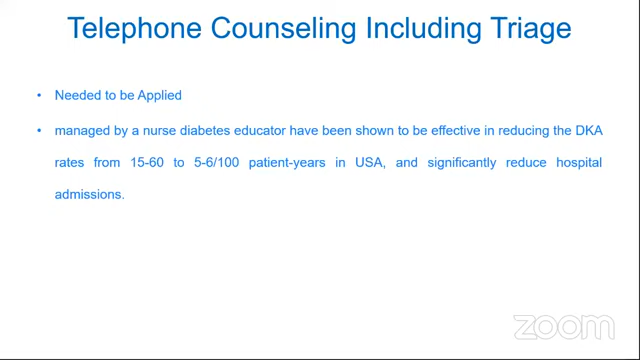 Telephone Counseling Including Triage
• Needed to be Applied
• managed by a nurse diabetes educator have been shown to be effective in reducing the DKA
rates from 15-60 to 5-6/100 patient-years in USA, and significantly reduce hospital
admissions.
zoom